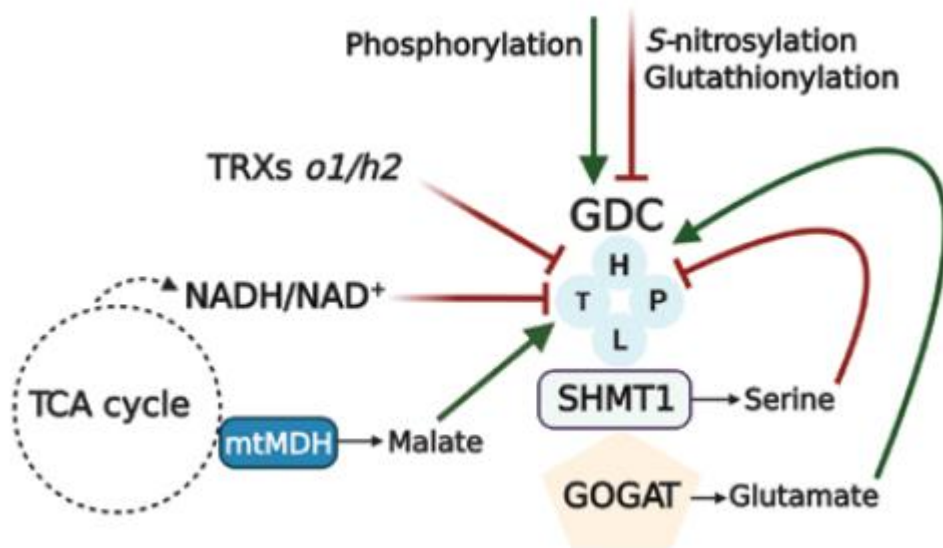 Phosphorylation
S-nitrosylation
Glutathionylation
TRXs o1/h2
GDC
H
NADH/NAD⁺
T
P
L
TCA cycle
SHMT1
Serine
mtMDH
Malate
GOGAT
Glutamate